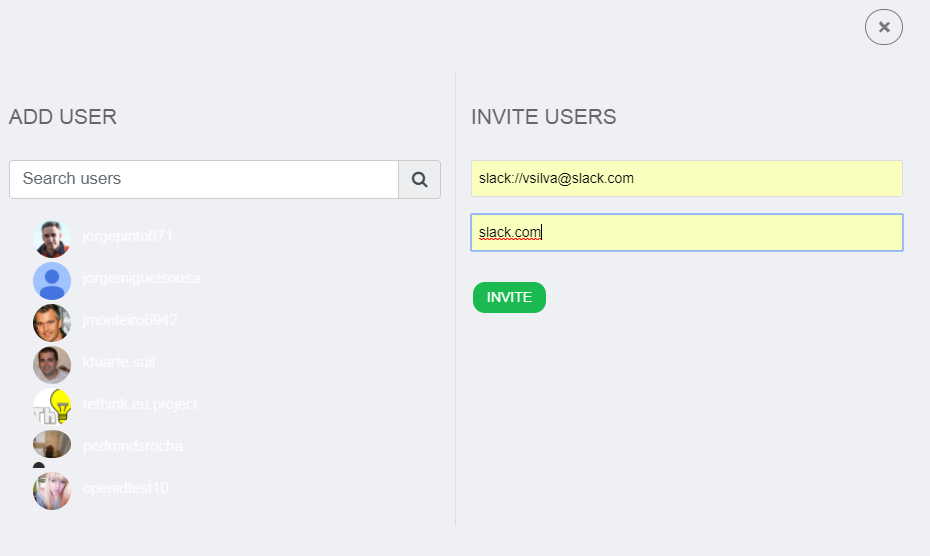 ADD USER
Search users
jorgepinto671
jorgemiguelsousa
jmonteiro6942
lduarte.suil
rethink.eu.project
pedrondsrocha
openidtest10
INVITE USERS
slack://vsilva@slack.com
slack.com
INVITE